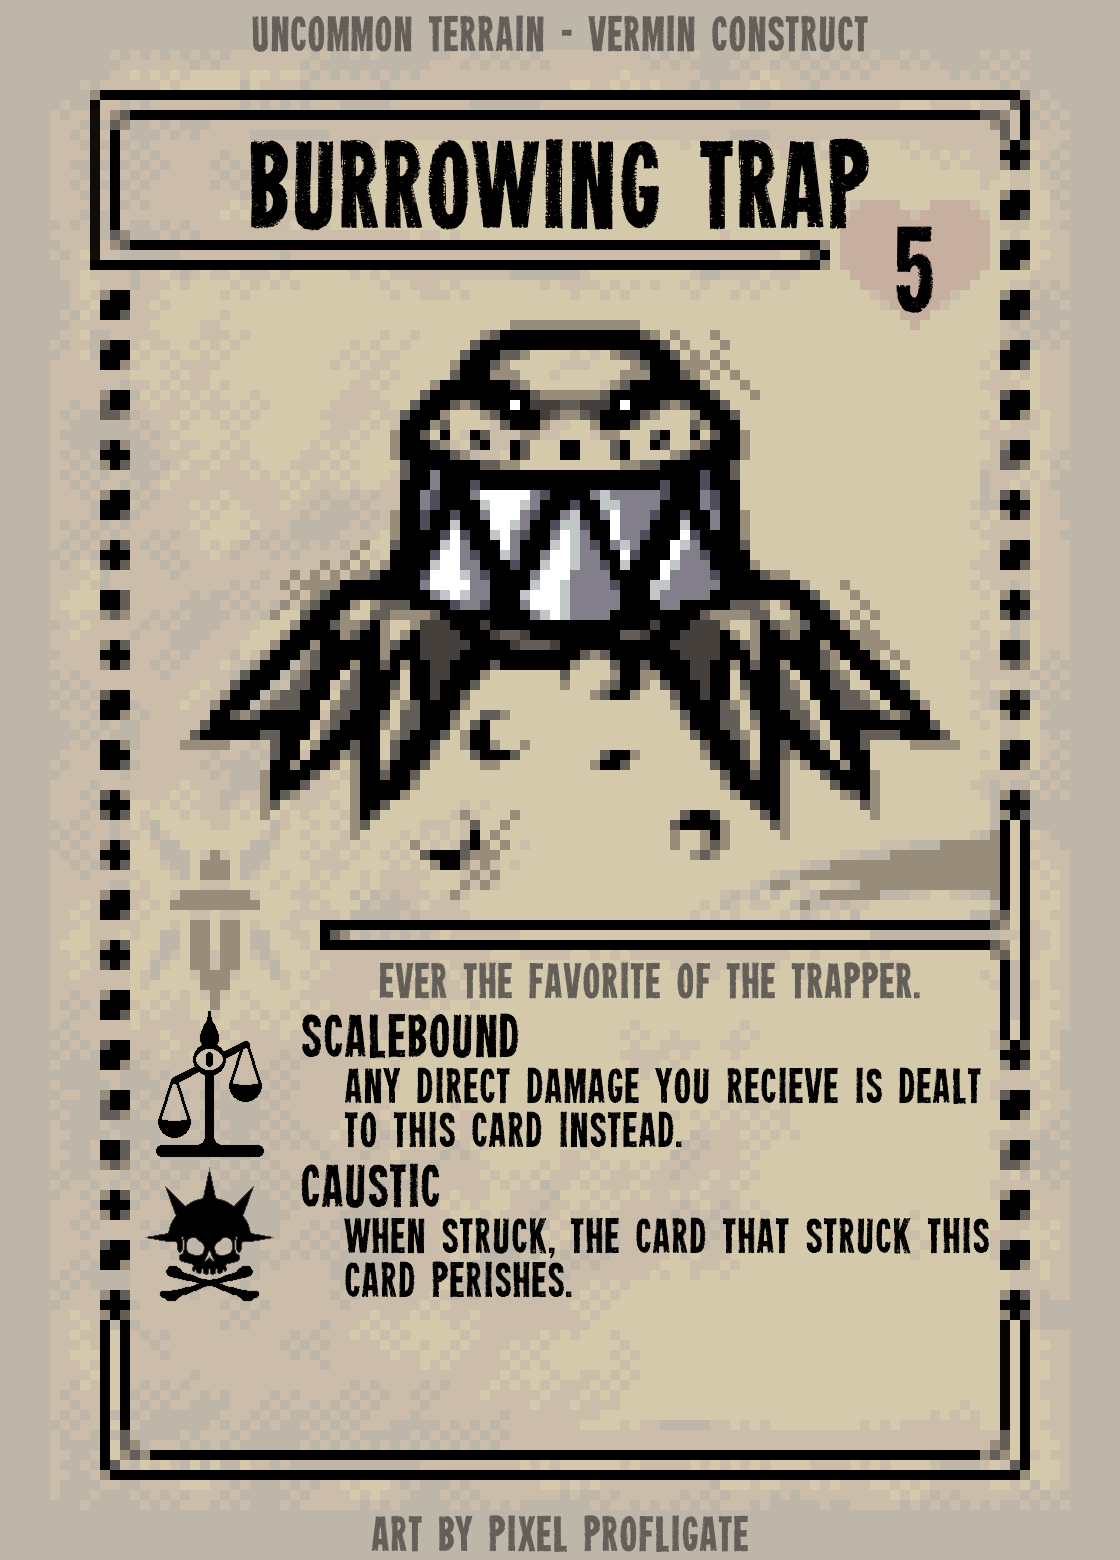 UNCOMMON TERRAIN - VERMIN CONSTRUCT
BURROWING TRAP
5
EVER THE FAVORITE OF THE TRAPPER.
SCALEBOUND
ANY DIRECT DAMAGE YOU RECIEVE IS DEALT
TO THIS CARD INSTEAD.
CAUSTIC
WHEN STRUCK, THE CARD THAT STRUCK THIS
CARD PERISHES.
ART BY PIXEL PROFLIGATE